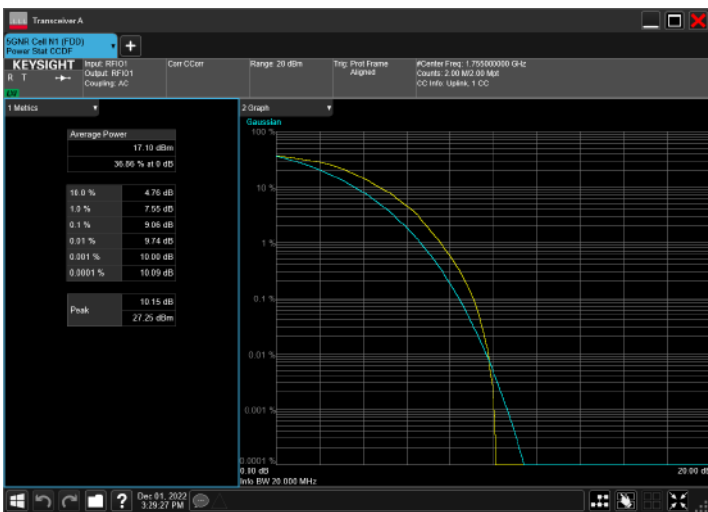 Transceiver A
5GNR Cell N1 (FDD)
Power Stat CCDF
KEYSIGHT
R T
Input: RFIO1
Output: RFIO1
Coupling: AC
Corr CCorr
Range: 20 dBm
Trig: Prot Frame
Aligned
#Center Freq: 1.755000000 GHz
Counts: 2.00 M/2.00 Mpt
CC Info: Uplink, 1 CC
1 Metrics
Average Power
17.10 dBm
36.86 % at 0 dB
10.0 % 4.76 dB
1.0 % 7.55 dB
0.1 % 9.06 dB
0.01 % 9.74 dB
0.001 % 10.00 dB
0.0001 % 10.09 dB
Peak
10.15 dB
27.25 dBm
2 Graph
Gaussian
100 %
10 %
1 %
0.1 %
0.01 %
0.001 %
0.0001 %
0.00 dB
20.00 dB
Info BW 20.000 MHz
?
Dec 01, 2022
3:29:27 PM